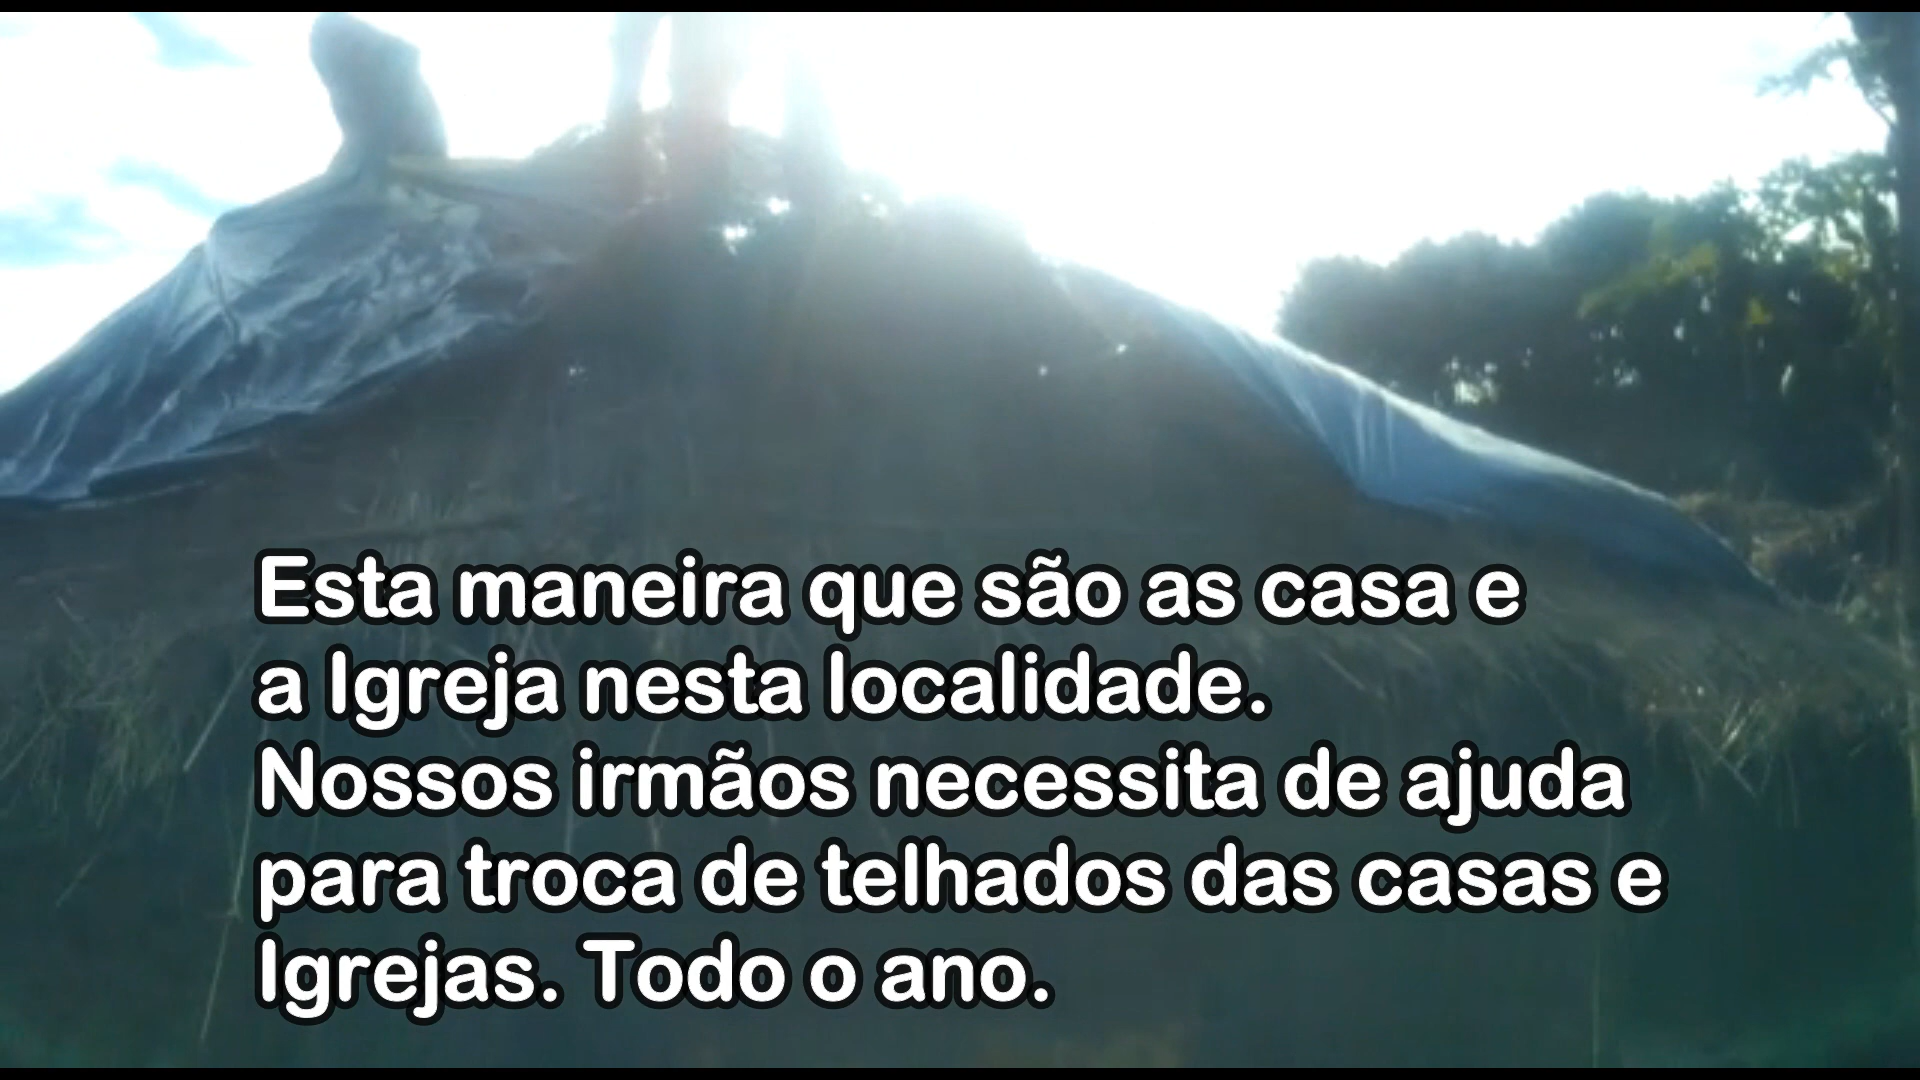 Esta maneira que são as casa e
a Igreja nesta localidade.
Nossos irmãos necessita de ajuda
para troca de telhados das casas e
Igrejas. Todo o ano.